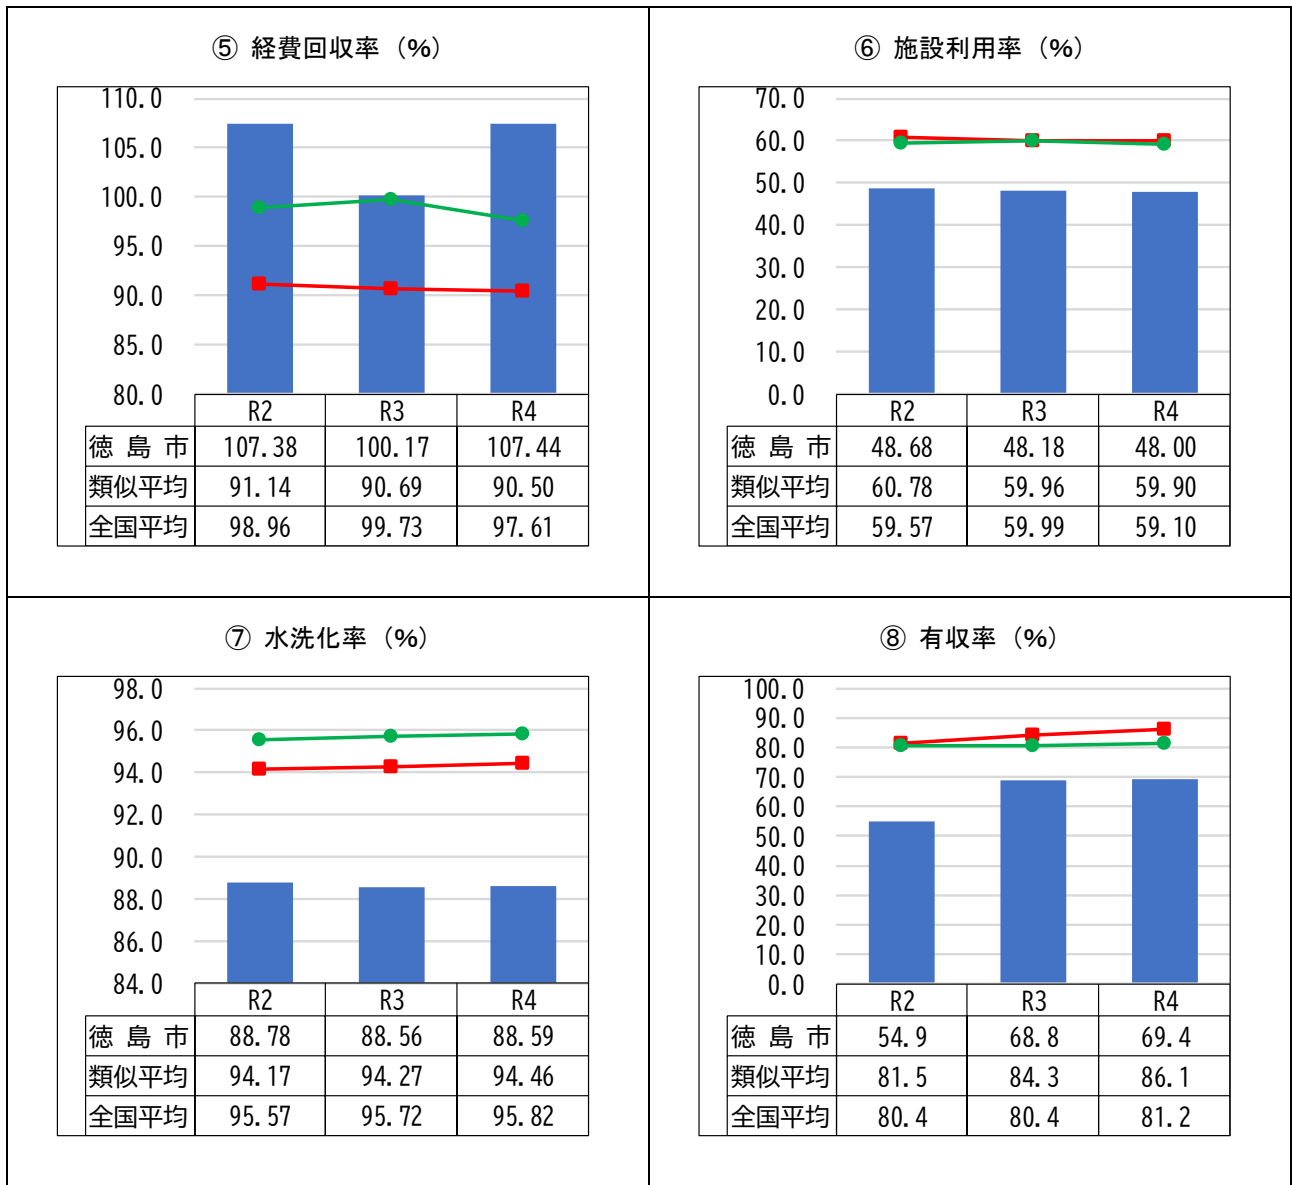 ⑤ 経費回収率（%）
110.0
105.0
100.0
95.0
90.0
85.0
80.0
R2 R3 R4
徳島市 107.38 100.17 107.44
類似平均 91.14 90.69 90.50
全国平均 98.96 99.73 97.61
⑥ 施設利用率（%）
70.0
60.0
50.0
40.0
30.0
20.0
10.0
0.0
R2 R3 R4
徳島市 48.68 48.18 48.00
類似平均 60.78 59.96 59.90
全国平均 59.57 59.99 59.10
⑦ 水洗化率（%）
98.0
96.0
94.0
92.0
90.0
88.0
86.0
84.0
R2 R3 R4
徳島市 88.78 88.56 88.59
類似平均 94.17 94.27 94.46
全国平均 95.57 95.72 95.82
⑧ 有収率（%）
100.0
90.0
80.0
70.0
60.0
50.0
40.0
30.0
20.0
10.0
0.0
R2 R3 R4
徳島市 54.9 68.8 69.4
類似平均 81.5 84.3 86.1
全国平均 80.4 80.4 81.2